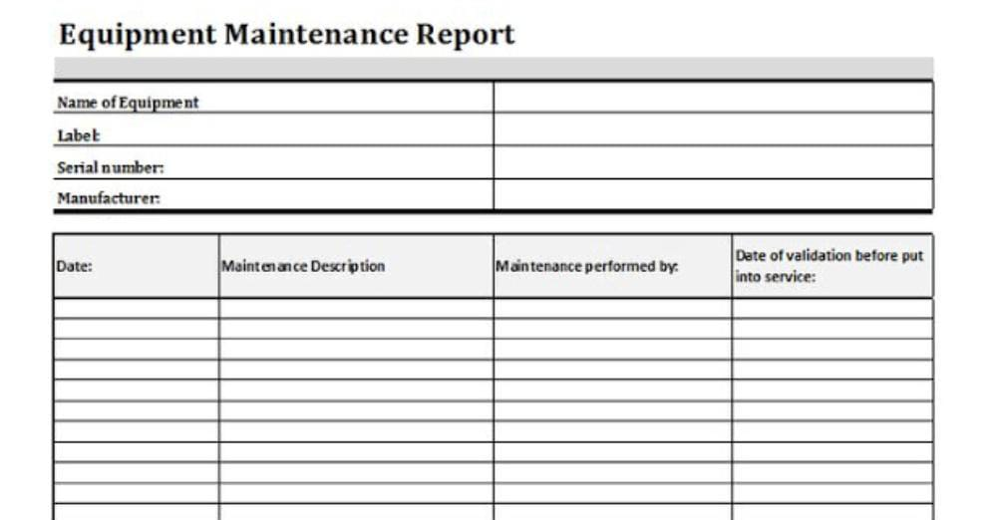 Equipment Maintenance Report
Name of Equipment
Label:
Serial number:
Manufacturer:
Date:
Maintenance Description
Maintenance performed by:
Date of validation before put
into service: